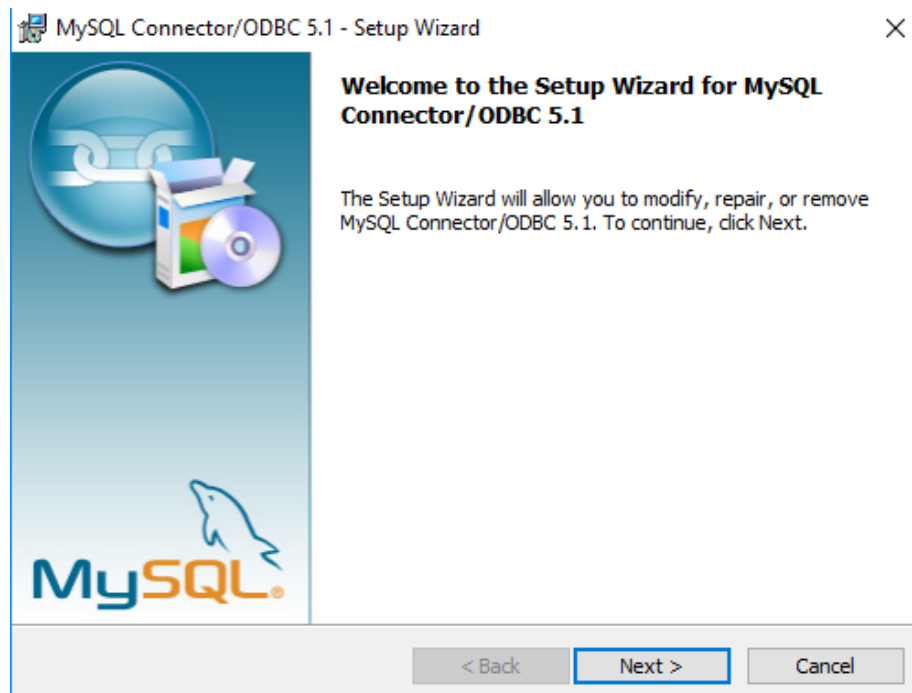 MySQL Connector/ODBC 5.1 - Setup Wizard
Welcome to the Setup Wizard for MySQL
Connector/ODBC 5.1
The Setup Wizard will allow you to modify, repair, or remove
MySQL Connector/ODBC 5.1. To continue, click Next.
MySQL®
< Back Next > Cancel